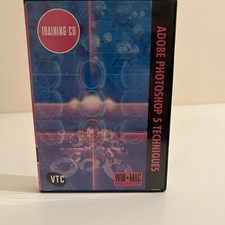 TRAINING CD
ADOBE PHOTOSHOP 5 TECHNIQUES
VTC
WIN+MAC